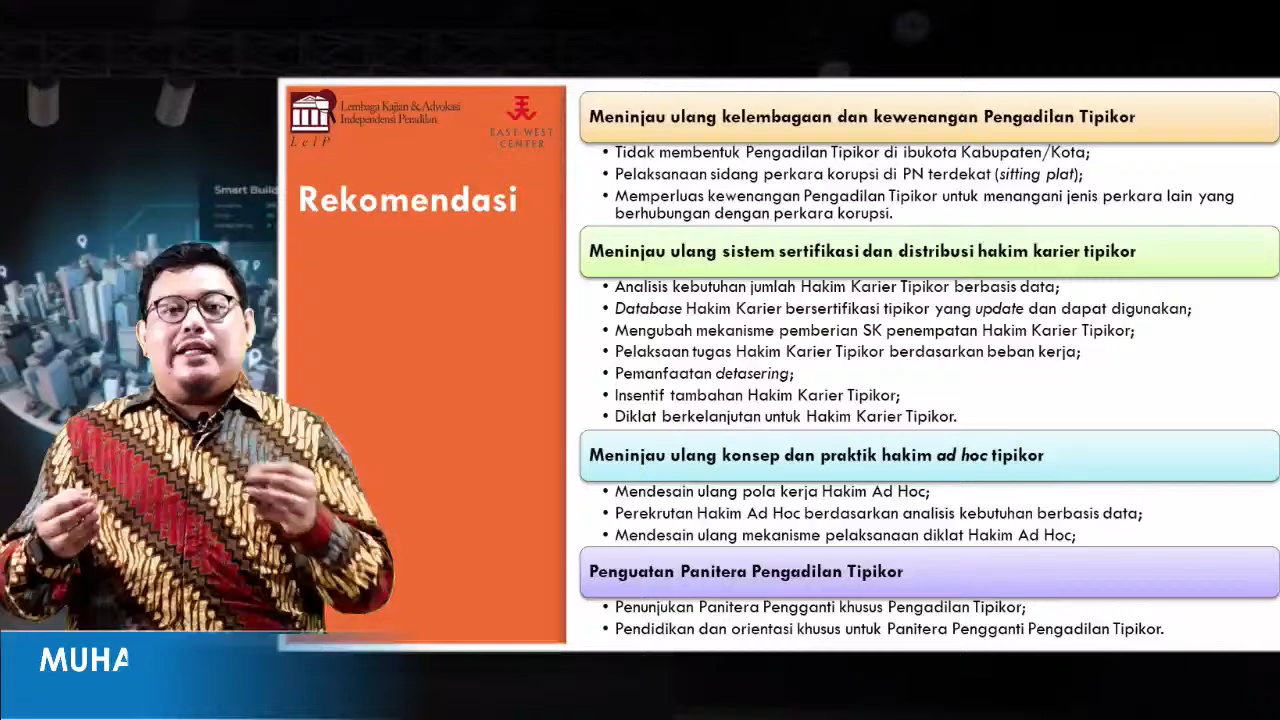 Lembaga Kajian & Advokasi
Independensi Peradilan
L e I P
EAST-WEST
CENTER
Rekomendasi
Meninjau ulang kelembagaan dan kewenangan Pengadilan Tipikor
• Tidak membentuk Pengadilan Tipikor di ibukota Kabupaten/Kota;
• Pelaksanaan sidang perkara korupsi di PN terdekat (sitting plat);
• Memperluas kewenangan Pengadilan Tipikor untuk menangani jenis perkara lain yang
berhubungan dengan perkara korupsi.
Meninjau ulang sistem sertifikasi dan distribusi hakim karier tipikor
• Analisis kebutuhan jumlah Hakim Karier Tipikor berbasis data;
• Database Hakim Karier bersertifikasi tipikor yang update dan dapat digunakan;
• Mengubah mekanisme pemberian SK penempatan Hakim Karier Tipikor;
• Pelaksaan tugas Hakim Karier Tipikor berdasarkan beban kerja;
• Pemanfaatan detasering;
• Insentif tambahan Hakim Karier Tipikor;
• Diklat berkelanjutan untuk Hakim Karier Tipikor.
Meninjau ulang konsep dan praktik hakim ad hoc tipikor
• Mendesain ulang pola kerja Hakim Ad Hoc;
• Perekrutan Hakim Ad Hoc berdasarkan analisis kebutuhan berbasis data;
• Mendesain ulang mekanisme pelaksanaan diklat Hakim Ad Hoc;
Penguatan Panitera Pengadilan Tipikor
• Penunjukan Panitera Pengganti khusus Pengadilan Tipikor;
• Pendidikan dan orientasi khusus untuk Panitera Pengganti Pengadilan Tipikor.
Smart Build
MUHA